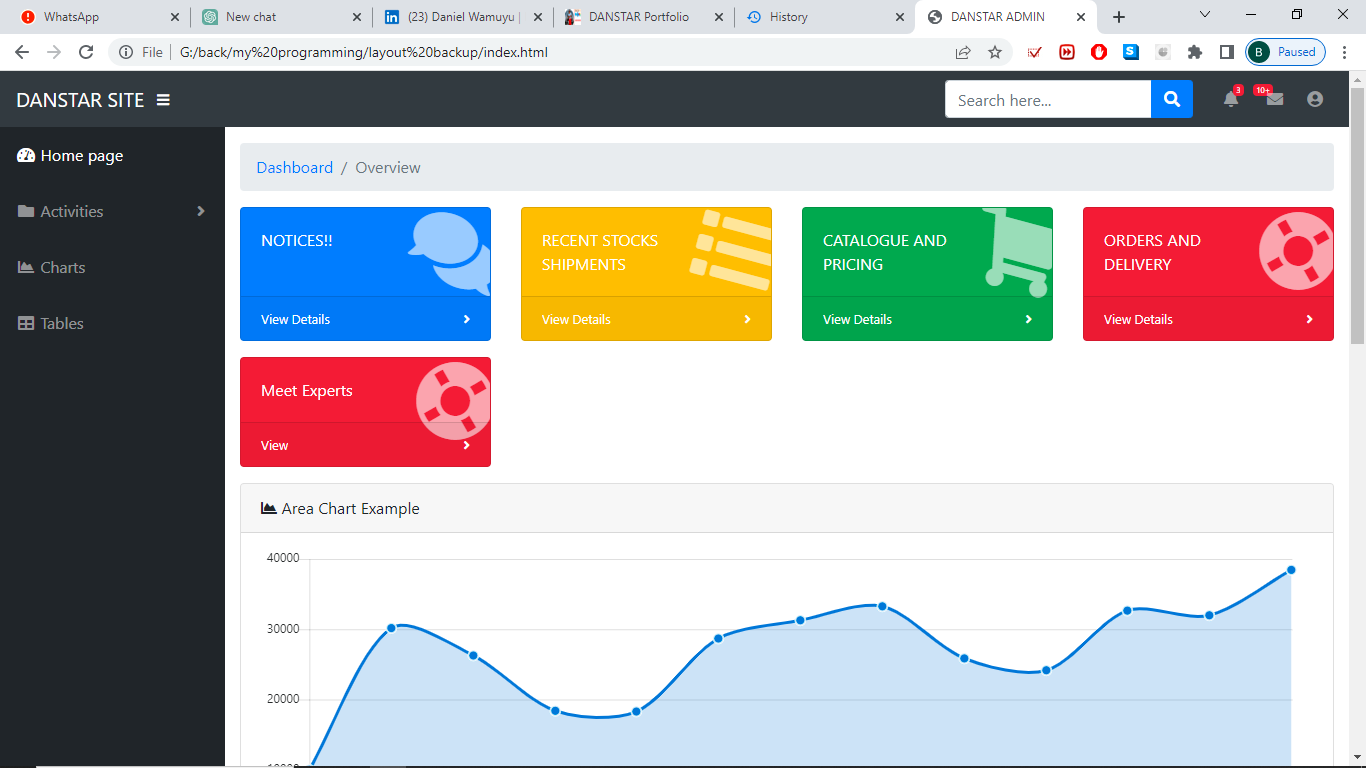 WhatsApp
New chat
(23) Daniel Wamuyu |
DANSTAR Portfolio
History
DANSTAR ADMIN
File
G:/back/my%20programming/layout%20backup/index.html
B Paused
DANSTAR SITE
Search here...
3
10+
Home page
Activities
Charts
Tables
Dashboard / Overview
NOTICES!!
View Details
RECENT STOCKS
SHIPMENTS
View Details
CATALOGUE AND
PRICING
View Details
ORDERS AND
DELIVERY
View Details
Meet Experts
View
Area Chart Example
40000
30000
20000